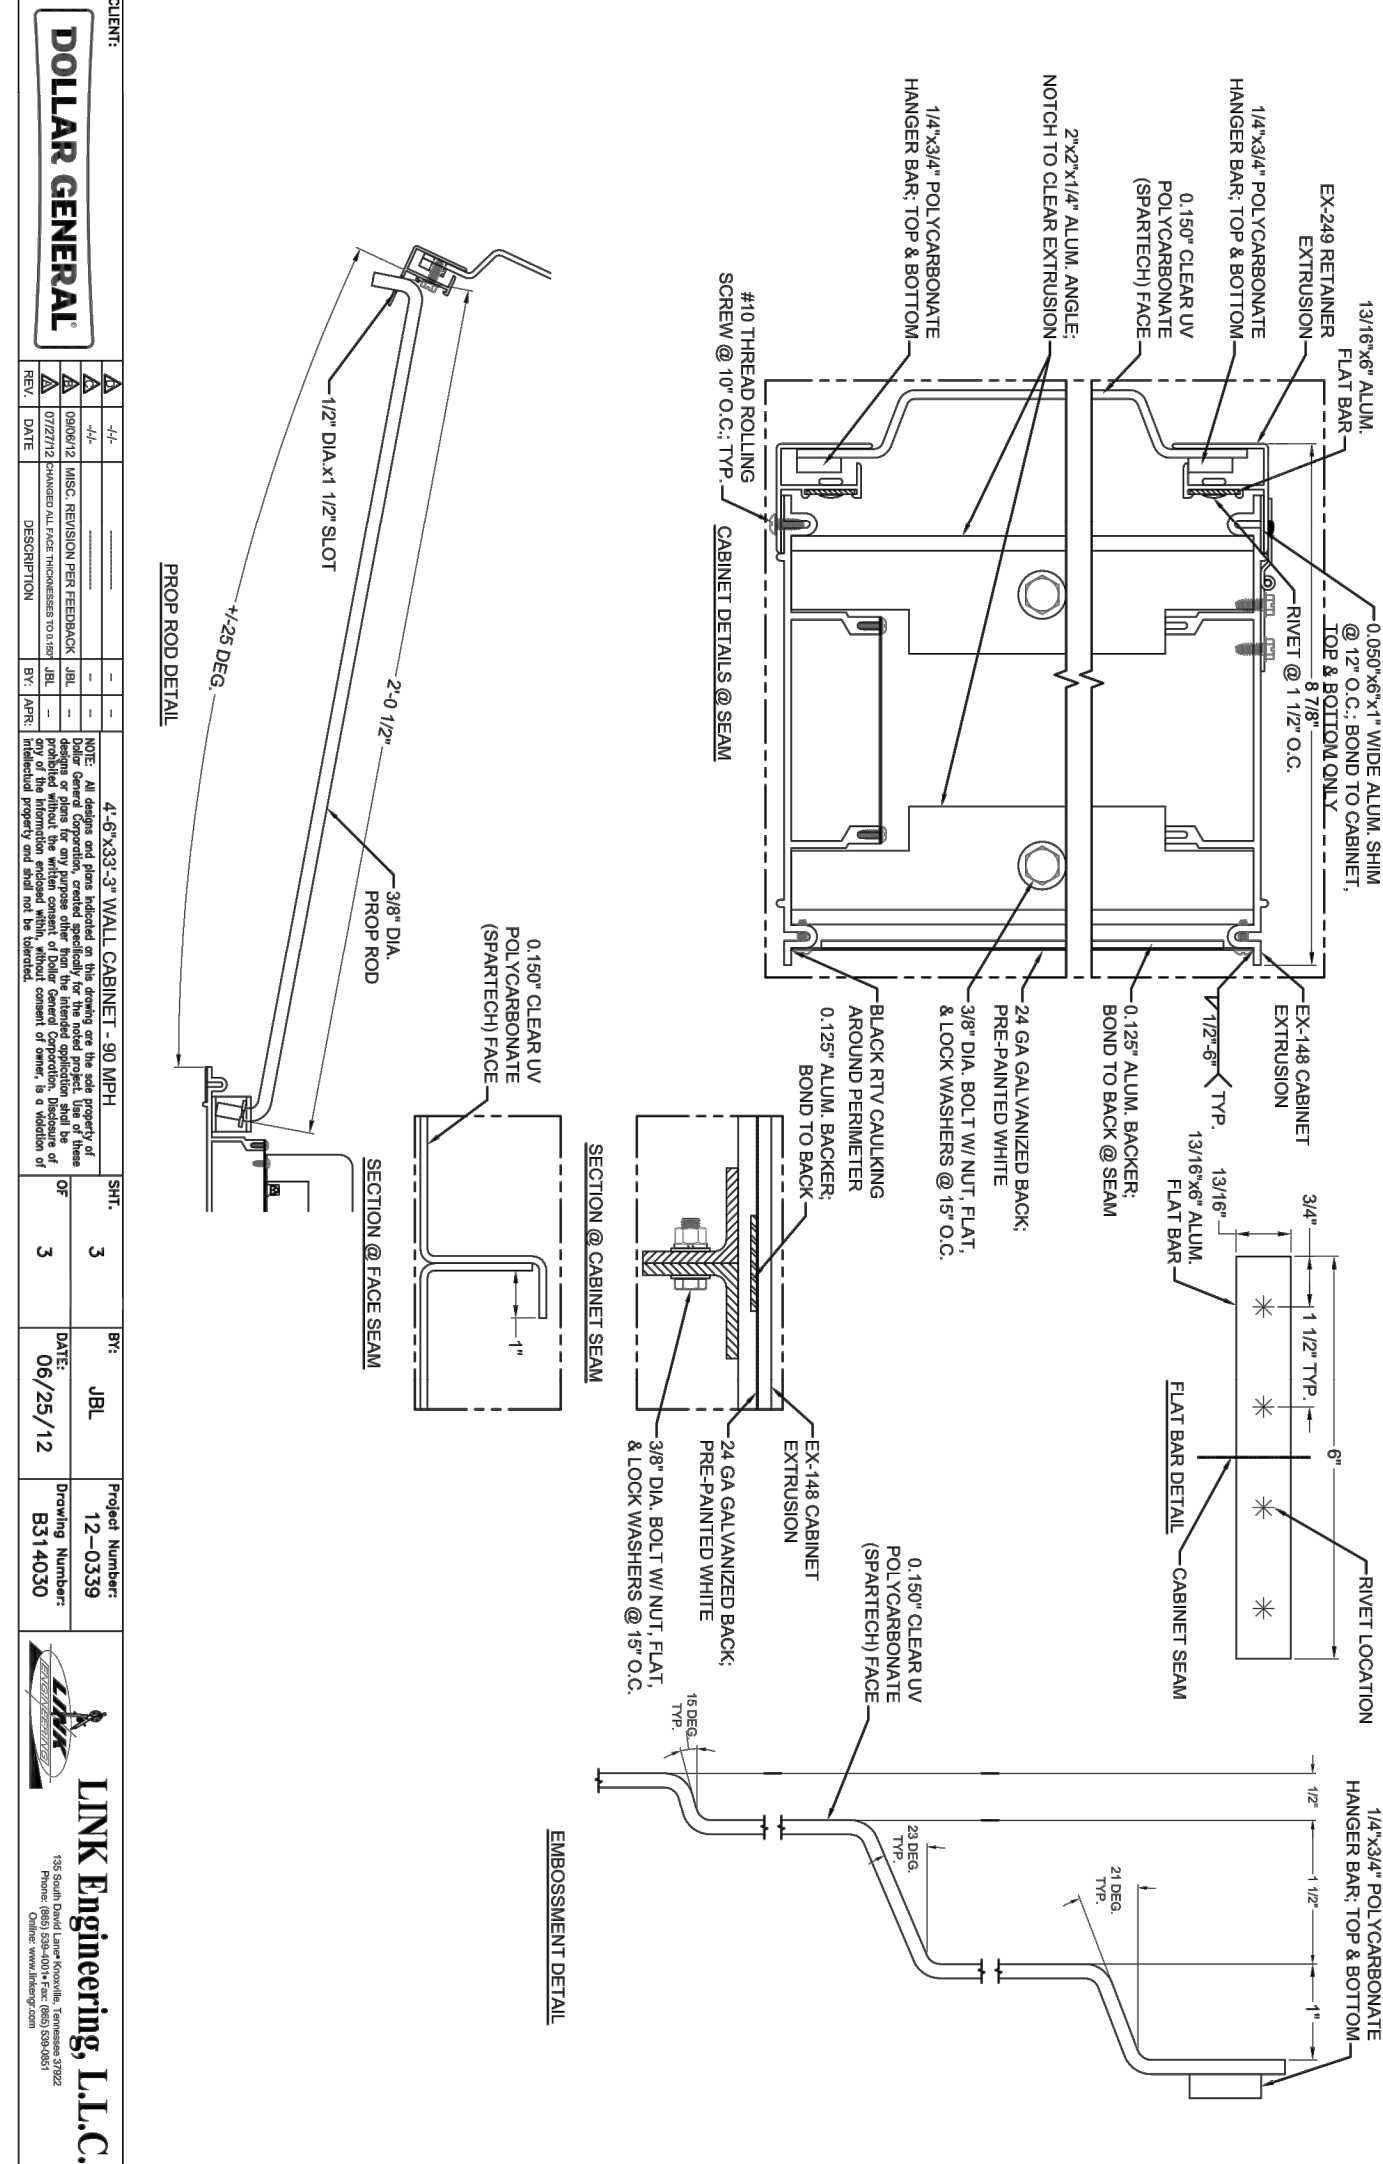 13/16"x6" ALUM.
FLAT BAR
EX-249 RETAINER
EXTRUSION
1/4"x3/4" POLYCARBONATE
HANGER BAR; TOP & BOTTOM
0.150" CLEAR UV
POLYCARBONATE
(SPARTECH) FACE
2"x2"x1/4" ALUM. ANGLE;
NOTCH TO CLEAR EXTRUSION
1/4"x3/4" POLYCARBONATE
HANGER BAR; TOP & BOTTOM
#10 THREAD ROLLING
SCREW @ 10" O.C.; TYP.
0.050"x6"x1" WIDE ALUM. SHIM
@ 12" O.C.; BOND TO CABINET,
TOP & BOTTOM ONLY
8 7/8"
RIVET @ 1 1/2" O.C.
EX-148 CABINET
EXTRUSION
1/2"-6"
TYP.
0.125" ALUM. BACKER;
BOND TO BACK @ SEAM
24 GA GALVANIZED BACK;
PRE-PAINTED WHITE
3/8" DIA. BOLT W/ NUT, FLAT,
& LOCK WASHERS @ 15" O.C.
BLACK RTV CAULKING
AROUND PERIMETER
CABINET DETAILS @ SEAM
3/4"
1 1/2" TYP.
6"
13/16"
13/16"x6" ALUM.
FLAT BAR
RIVET LOCATION
CABINET SEAM
FLAT BAR DETAIL
0.125" ALUM. BACKER;
BOND TO BACK
EX-148 CABINET
EXTRUSION
24 GA GALVANIZED BACK;
PRE-PAINTED WHITE
3/8" DIA. BOLT W/ NUT, FLAT,
& LOCK WASHERS @ 15" O.C.
SECTION @ CABINET SEAM
0.150" CLEAR UV
POLYCARBONATE
(SPARTECH) FACE
1"
SECTION @ FACE SEAM
1/4"x3/4" POLYCARBONATE
HANGER BAR; TOP & BOTTOM
1/2"
1 1/2"
1"
0.150" CLEAR UV
POLYCARBONATE
(SPARTECH) FACE
15 DEG.
TYP.
23 DEG.
TYP.
21 DEG.
TYP.
EMBOSSMENT DETAIL
1/2" DIA.x1 1/2" SLOT
2'-0 1/2"
3/8" DIA.
PROP ROD
+/-25 DEG.
PROP ROD DETAIL
CLIENT:
DOLLAR GENERAL®
D -/-/- ---------- -- --
C -/-/- ---------- -- --
B 09/06/12 MISC. REVISION PER FEEDBACK JBL --
A 07/27/12 CHANGED ALL FACE THICKNESSES TO 0.150" JBL --
REV. DATE DESCRIPTION BY: APR:
4'-6"x33'-3" WALL CABINET - 90 MPH
NOTE: All designs and plans indicated on this drawing are the sole property of
Dollar General Corporation, created specifically for the noted project. Use of these
designs or plans for any purpose other than the intended application shall be
prohibited without the written consent of Dollar General Corporation. Disclosure of
any of the information enclosed within, without consent of owner, is a violation of
intellectual property and shall not be tolerated.
SHT. 3
OF 3
BY: JBL
DATE: 06/25/12
Project Number:
12-0339
Drawing Number:
B314030
LINK
ENGINEERING
LINK Engineering, L.L.C.
135 South David Lane• Knoxville, Tennessee 37922
Phone: (865) 539-4001• Fax: (865) 539-0851
Online: www.linkengr.com